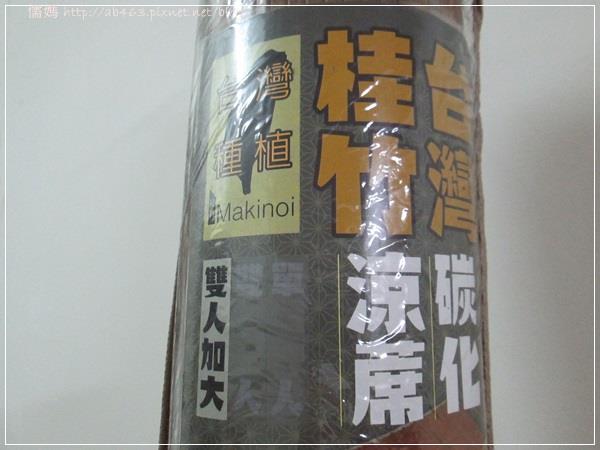 儒媽 http://ab463.pixnet.net/bl
台灣
桂竹
碳化
涼蓆
台灣
種植
Makinoi
雙人加大